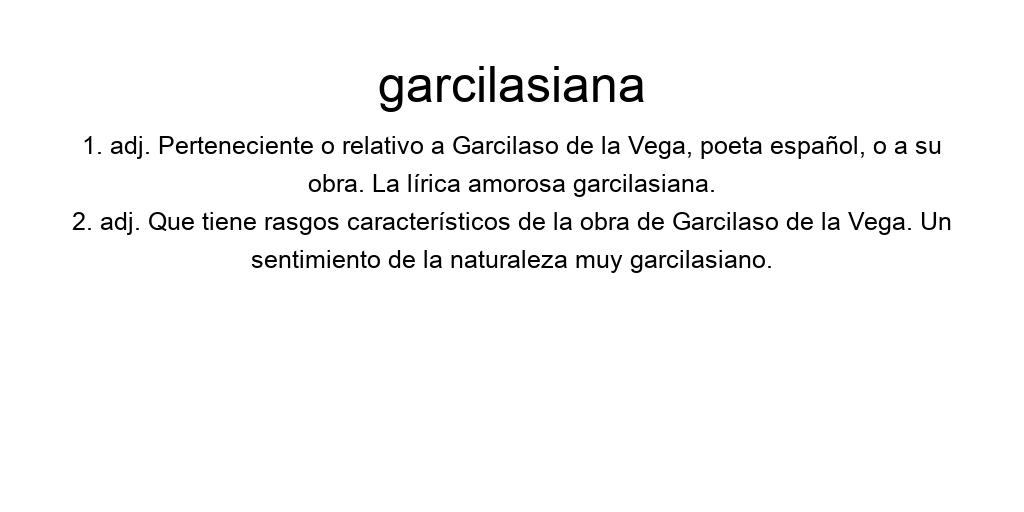 garcilasiana
1. adj. Perteneciente o relativo a Garcilaso de la Vega, poeta español, o a su
obra. La lírica amorosa garcilasiana.
2. adj. Que tiene rasgos característicos de la obra de Garcilaso de la Vega. Un
sentimiento de la naturaleza muy garcilasiano.